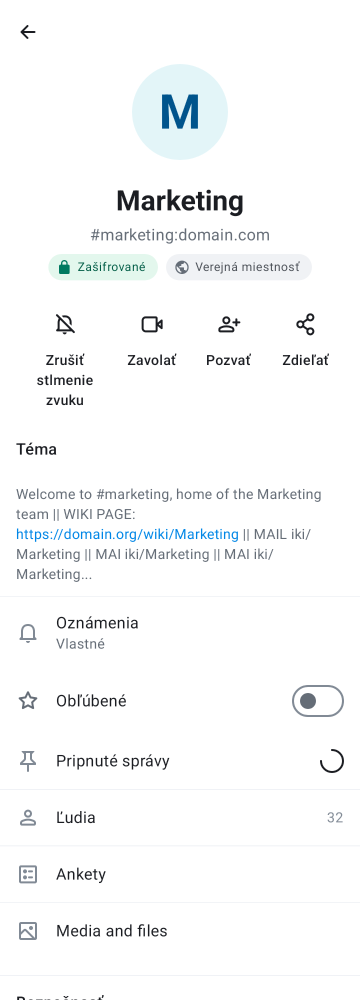 M
Marketing
#marketing:domain.com
Zašifrované
Verejná miestnosť
Zrušiť
stlmenie
zvuku
Zavolať
Pozvať
Zdieľať
Téma
Welcome to #marketing, home of the Marketing
team || WIKI PAGE:
https://domain.org/wiki/Marketing || MAIL iki/
Marketing || MAI iki/Marketing || MAI iki/
Marketing...
Oznámenia
Vlastné
Obľúbené
Pripnuté správy
Ľudia
32
Ankety
Media and files
Bezpečnosť